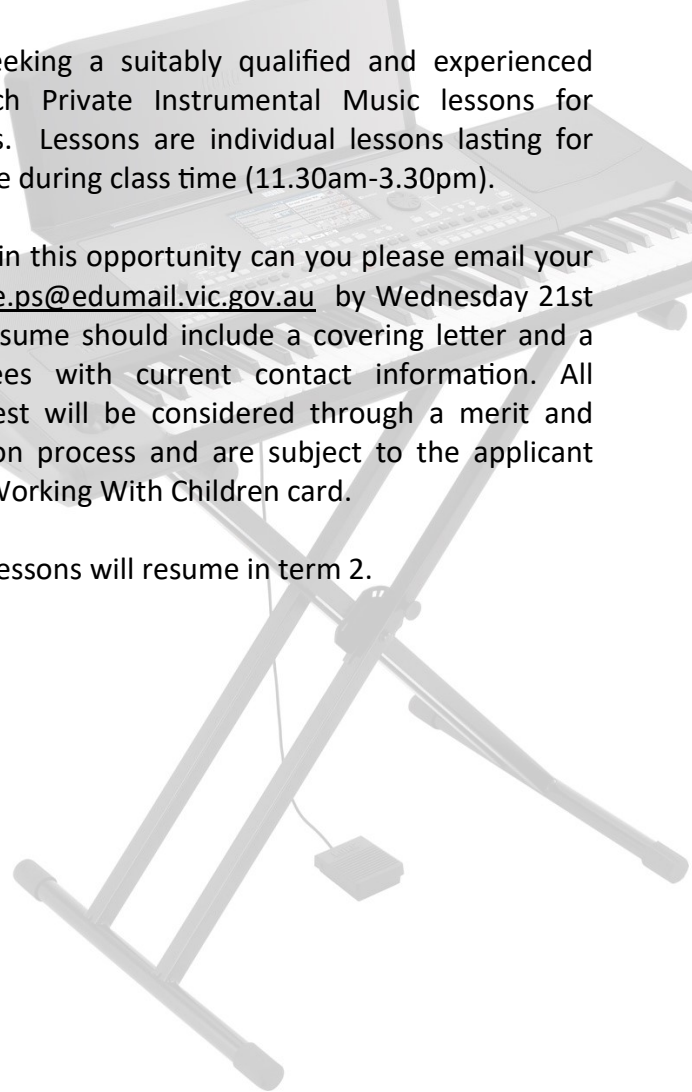 eeking a suitably qualified and experienced
ch Private Instrumental Music lessons for
s. Lessons are individual lessons lasting for
e during class time (11.30am-3.30pm).
in this opportunity can you please email your
e.ps@edumail.vic.gov.au by Wednesday 21st
sume should include a covering letter and a
ees with current contact information. All
est will be considered through a merit and
on process and are subject to the applicant
Working With Children card.
essons will resume in term 2.